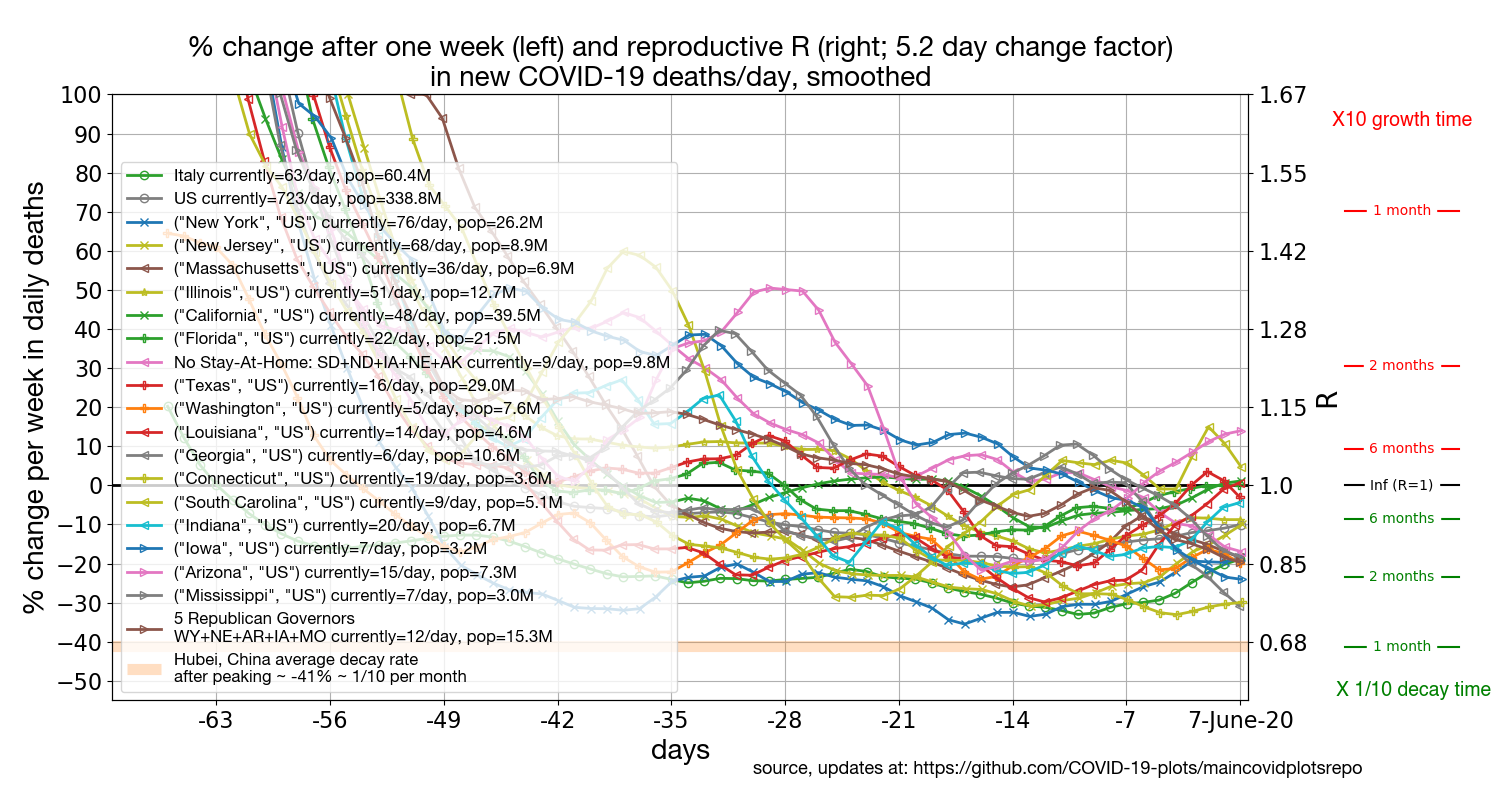 % change after one week (left) and reproductive R (right; 5.2 day change factor)
in new COVID-19 deaths/day, smoothed
% change per week in daily deaths
100
90
80
70
60
50
40
30
20
10
0
−10
−20
−30
−40
−50
Italy currently=63/day, pop=60.4M
US currently=723/day, pop=338.8M
("New York", "US") currently=76/day, pop=26.2M
("New Jersey", "US") currently=68/day, pop=8.9M
("Massachusetts", "US") currently=36/day, pop=6.9M
("Illinois", "US") currently=51/day, pop=12.7M
("California", "US") currently=48/day, pop=39.5M
("Florida", "US") currently=22/day, pop=21.5M
No Stay-At-Home: SD+ND+IA+NE+AK currently=9/day, pop=9.8M
("Texas", "US") currently=16/day, pop=29.0M
("Washington", "US") currently=5/day, pop=7.6M
("Louisiana", "US") currently=14/day, pop=4.6M
("Georgia", "US") currently=6/day, pop=10.6M
("Connecticut", "US") currently=19/day, pop=3.6M
("South Carolina", "US") currently=9/day, pop=5.1M
("Indiana", "US") currently=20/day, pop=6.7M
("Iowa", "US") currently=7/day, pop=3.2M
("Arizona", "US") currently=15/day, pop=7.3M
("Mississippi", "US") currently=7/day, pop=3.0M
5 Republican Governors
WY+NE+AR+IA+MO currently=12/day, pop=15.3M
Hubei, China average decay rate
after peaking ~ -41% ~ 1/10 per month
1.67
1.55
1.42
1.28
1.15
1.0
0.85
0.68
R
X10 growth time
1 month
2 months
6 months
Inf (R=1)
6 months
2 months
1 month
X 1/10 decay time
-63
-56
-49
-42
-35
-28
-21
-14
-7
7-June-20
days
source, updates at: https://github.com/COVID-19-plots/maincovidplotsrepo